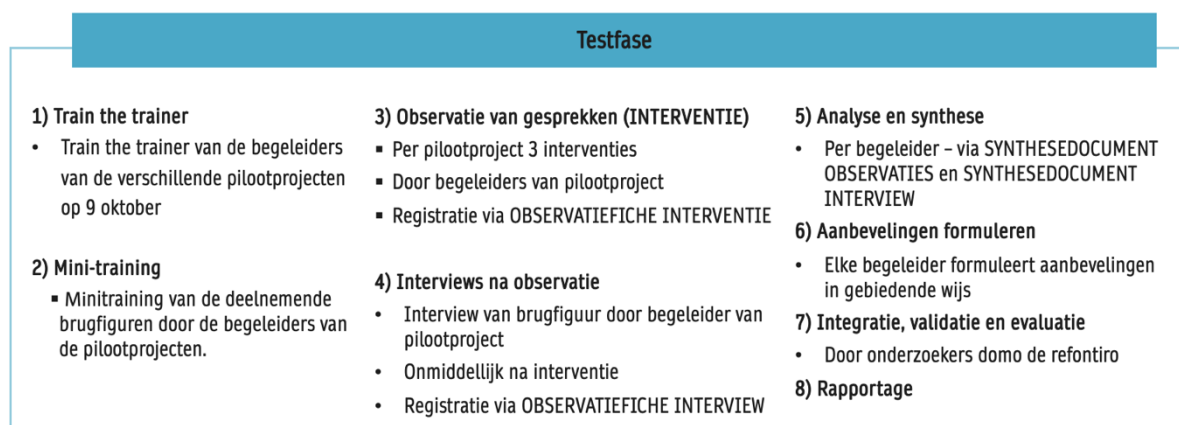 Testfase
1) Train the trainer
• Train the trainer van de begeleiders
van de verschillende pilootprojecten
op 9 oktober
2) Mini-training
▪ Minitraining van de deelnemende
brugfiguren door de begeleiders van
de pilootprojecten.
3) Observatie van gesprekken (INTERVENTIE)
▪ Per pilootproject 3 interventies
▪ Door begeleiders van pilootproject
▪ Registratie via OBSERVATIEFICHE INTERVENTIE
4) Interviews na observatie
• Interview van brugfiguur door begeleider van
pilootproject
• Onmiddellijk na interventie
• Registratie via OBSERVATIEFICHE INTERVIEW
5) Analyse en synthese
• Per begeleider – via SYNTHESEDOCUMENT
OBSERVATIES en SYNTHESEDOCUMENT
INTERVIEW
6) Aanbevelingen formuleren
• Elke begeleider formuleert aanbevelingen
in gebiedende wijs
7) Integratie, validatie en evaluatie
• Door onderzoekers domo de refontiro
8) Rapportage